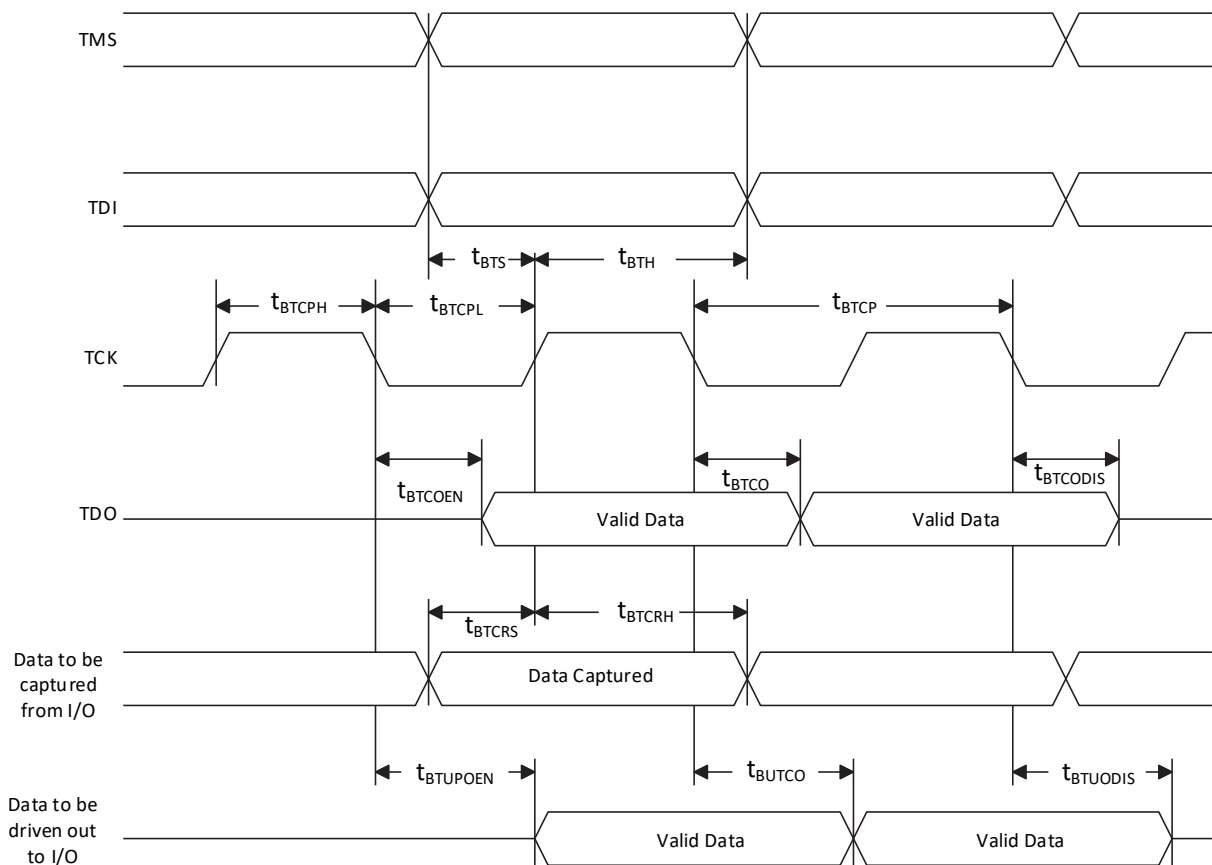 TMS
TDI
tBTS
tBTH
tBTCPH
tBTCPL
tBTCP
TCK
tBTCOEN
tBTCO
tBTCODIS
TDO
Valid Data
Valid Data
tBTCRS
tBTCRH
Data to be
captured
from I/O
Data Captured
tBTUPOEN
tBUTCO
tBTUODIS
Data to be
driven out
to I/O
Valid Data
Valid Data